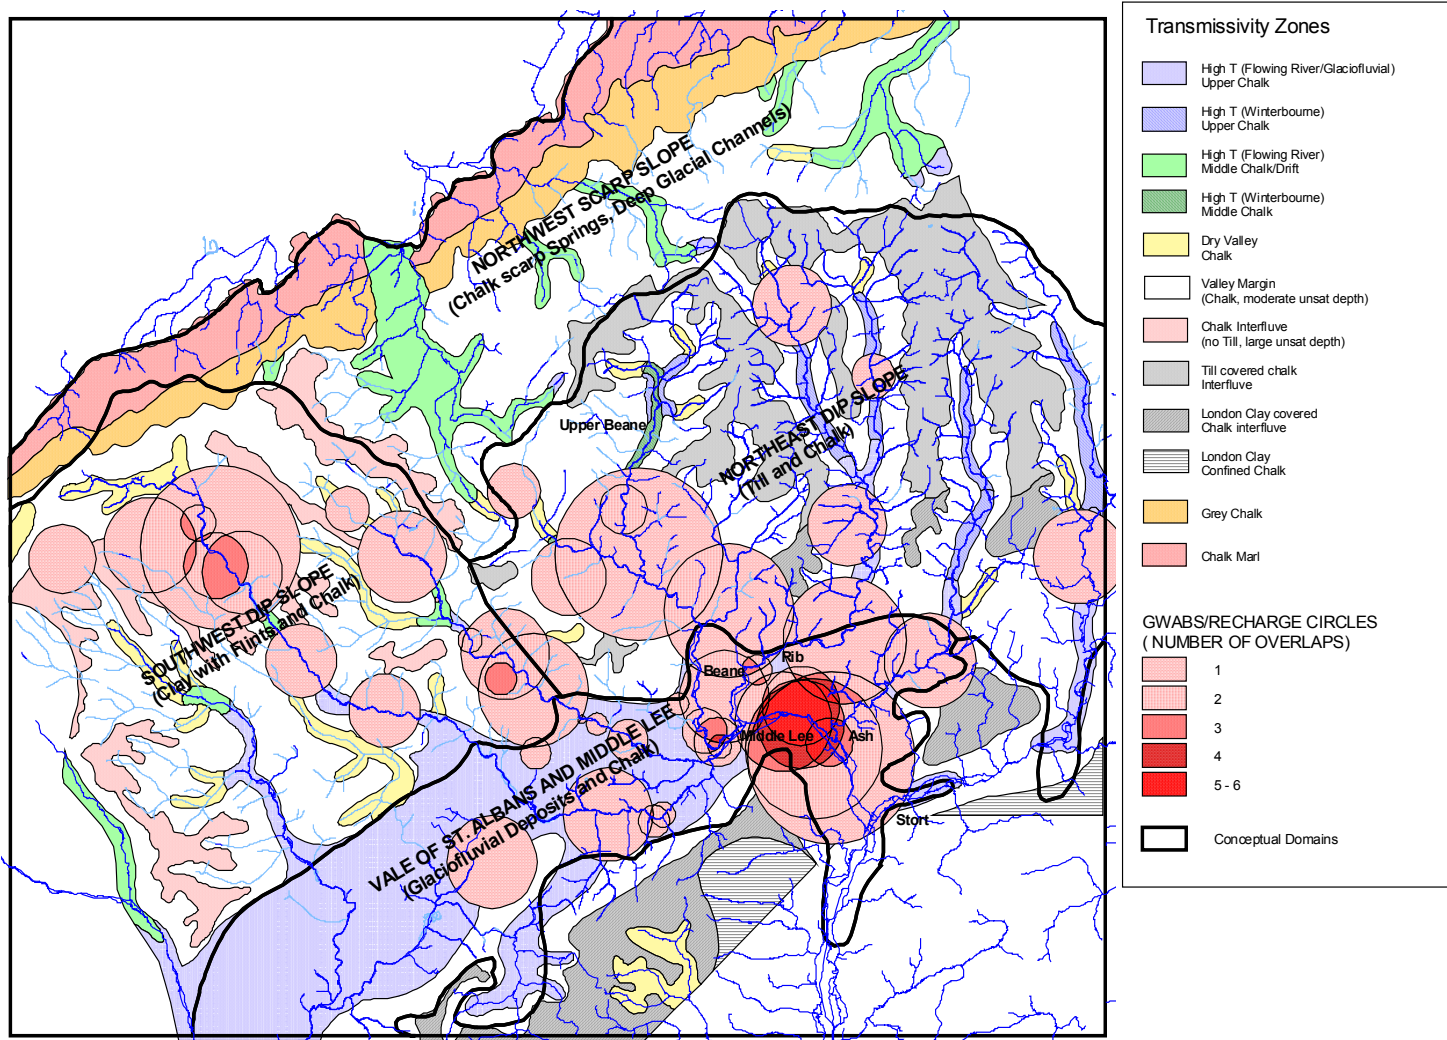 NORTHWEST SCARP SLOPE
(Chalk scarp Springs, Deep Glacial Channels)
Upper Beane
NORTHEAST DIP SLOPE
(Till and Chalk)
SOUTHWEST DIP SLOPE
(Clay with Flints and Chalk)
Beane
Rib
Middle Lee
Ash
VALE OF ST. ALBANS AND MIDDLE LEE
(Glaciofluvial Deposits and Chalk)
Stort
Transmissivity Zones
High T (Flowing River/Glaciofluvial)
Upper Chalk
High T (Winterbourne)
Upper Chalk
High T (Flowing River)
Middle Chalk/Drift
High T (Winterbourne)
Middle Chalk
Dry Valley
Chalk
Valley Margin
(Chalk, moderate unsat depth)
Chalk Interfluve
(no Till, large unsat depth)
Till covered chalk
Interfluve
London Clay covered
Chalk interfluve
London Clay
Confined Chalk
Grey Chalk
Chalk Marl
GWABS/RECHARGE CIRCLES
( NUMBER OF OVERLAPS)
1
2
3
4
5 - 6
Conceptual Domains